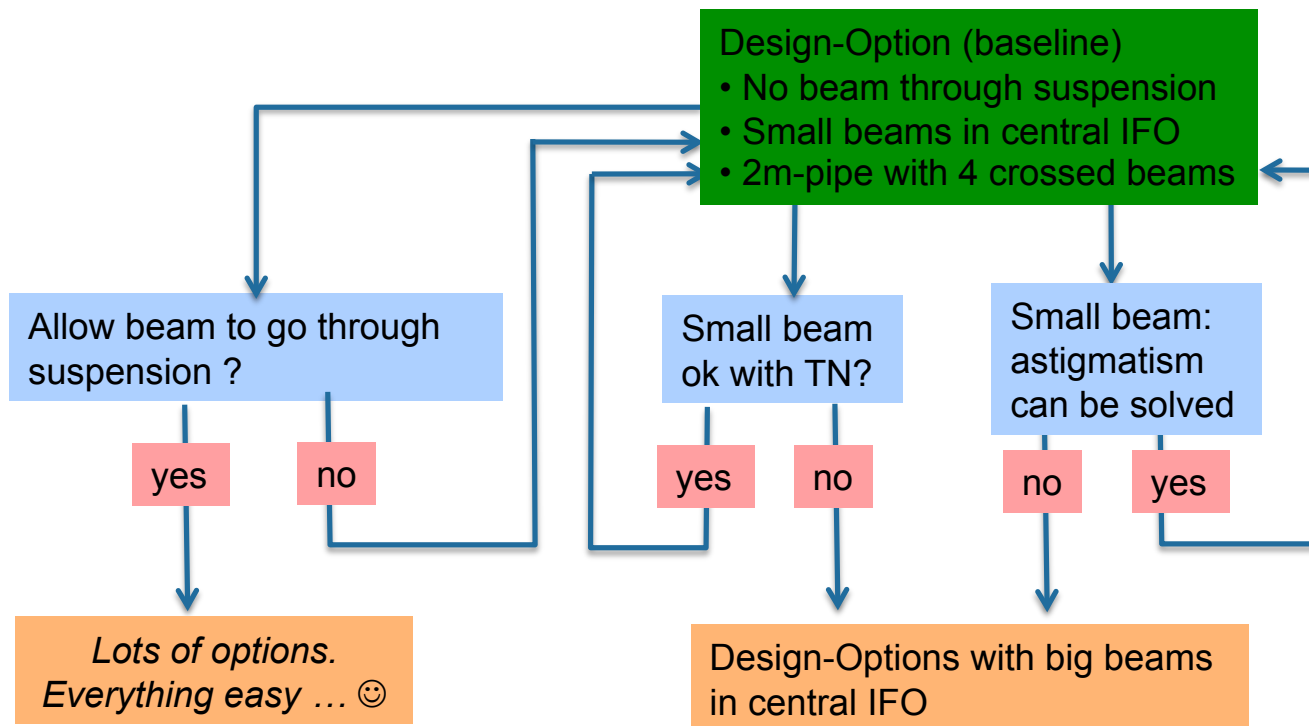 Design-Option (baseline)
• No beam through suspension
• Small beams in central IFO
• 2m-pipe with 4 crossed beams
Allow beam to go through
suspension ?
Small beam
ok with TN?
Small beam:
astigmatism
can be solved
yes
no
yes
no
no
yes
Lots of options.
Everything easy … ☺
Design-Options with big beams
in central IFO